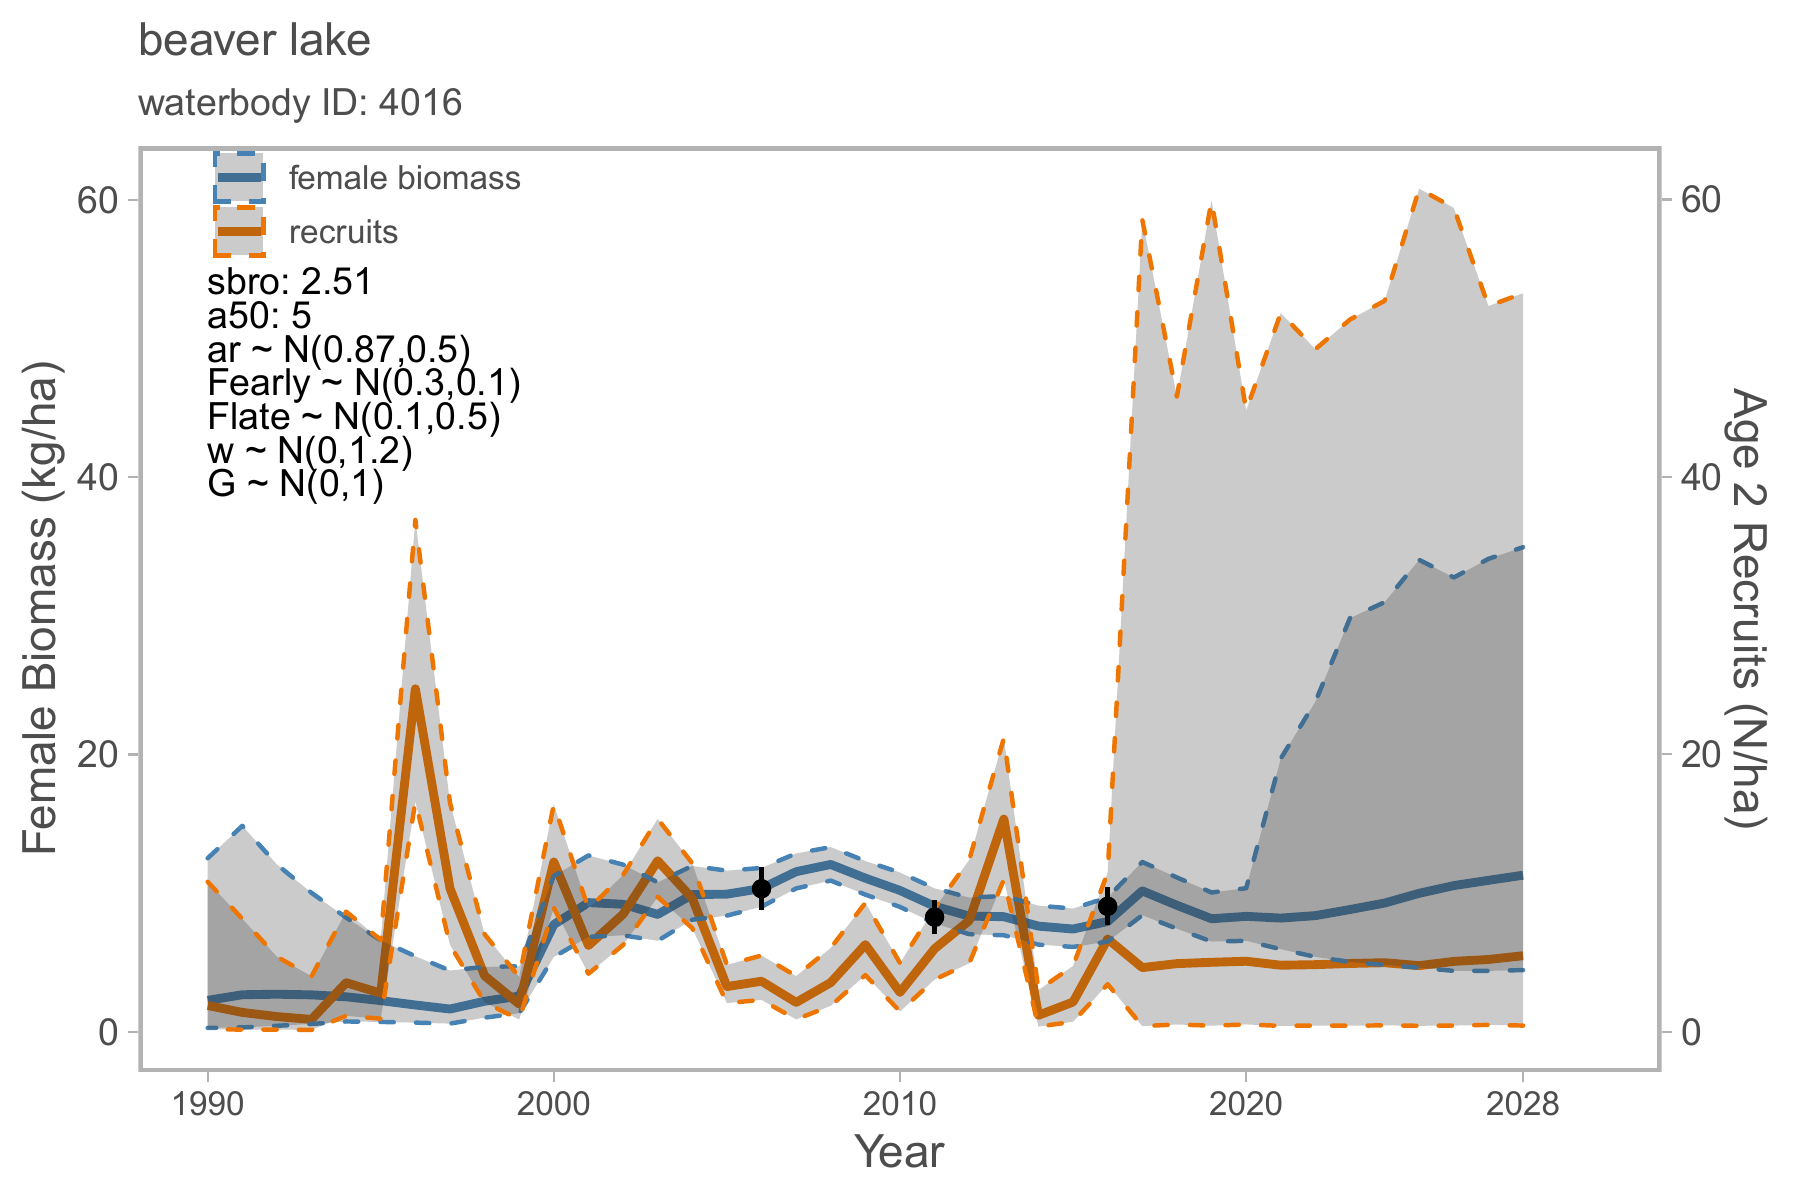 beaver lake
waterbody ID: 4016
female biomass
recruits
sbro: 2.51
a50: 5
ar ~ N(0.87,0.5)
Fearly ~ N(0.3,0.1)
Flate ~ N(0.1,0.5)
w ~ N(0,1.2)
G ~ N(0,1)
60
40
20
0
Female Biomass (kg/ha)
60
40
20
0
Age 2 Recruits (N/ha)
1990
2000
2010
2020
2028
Year